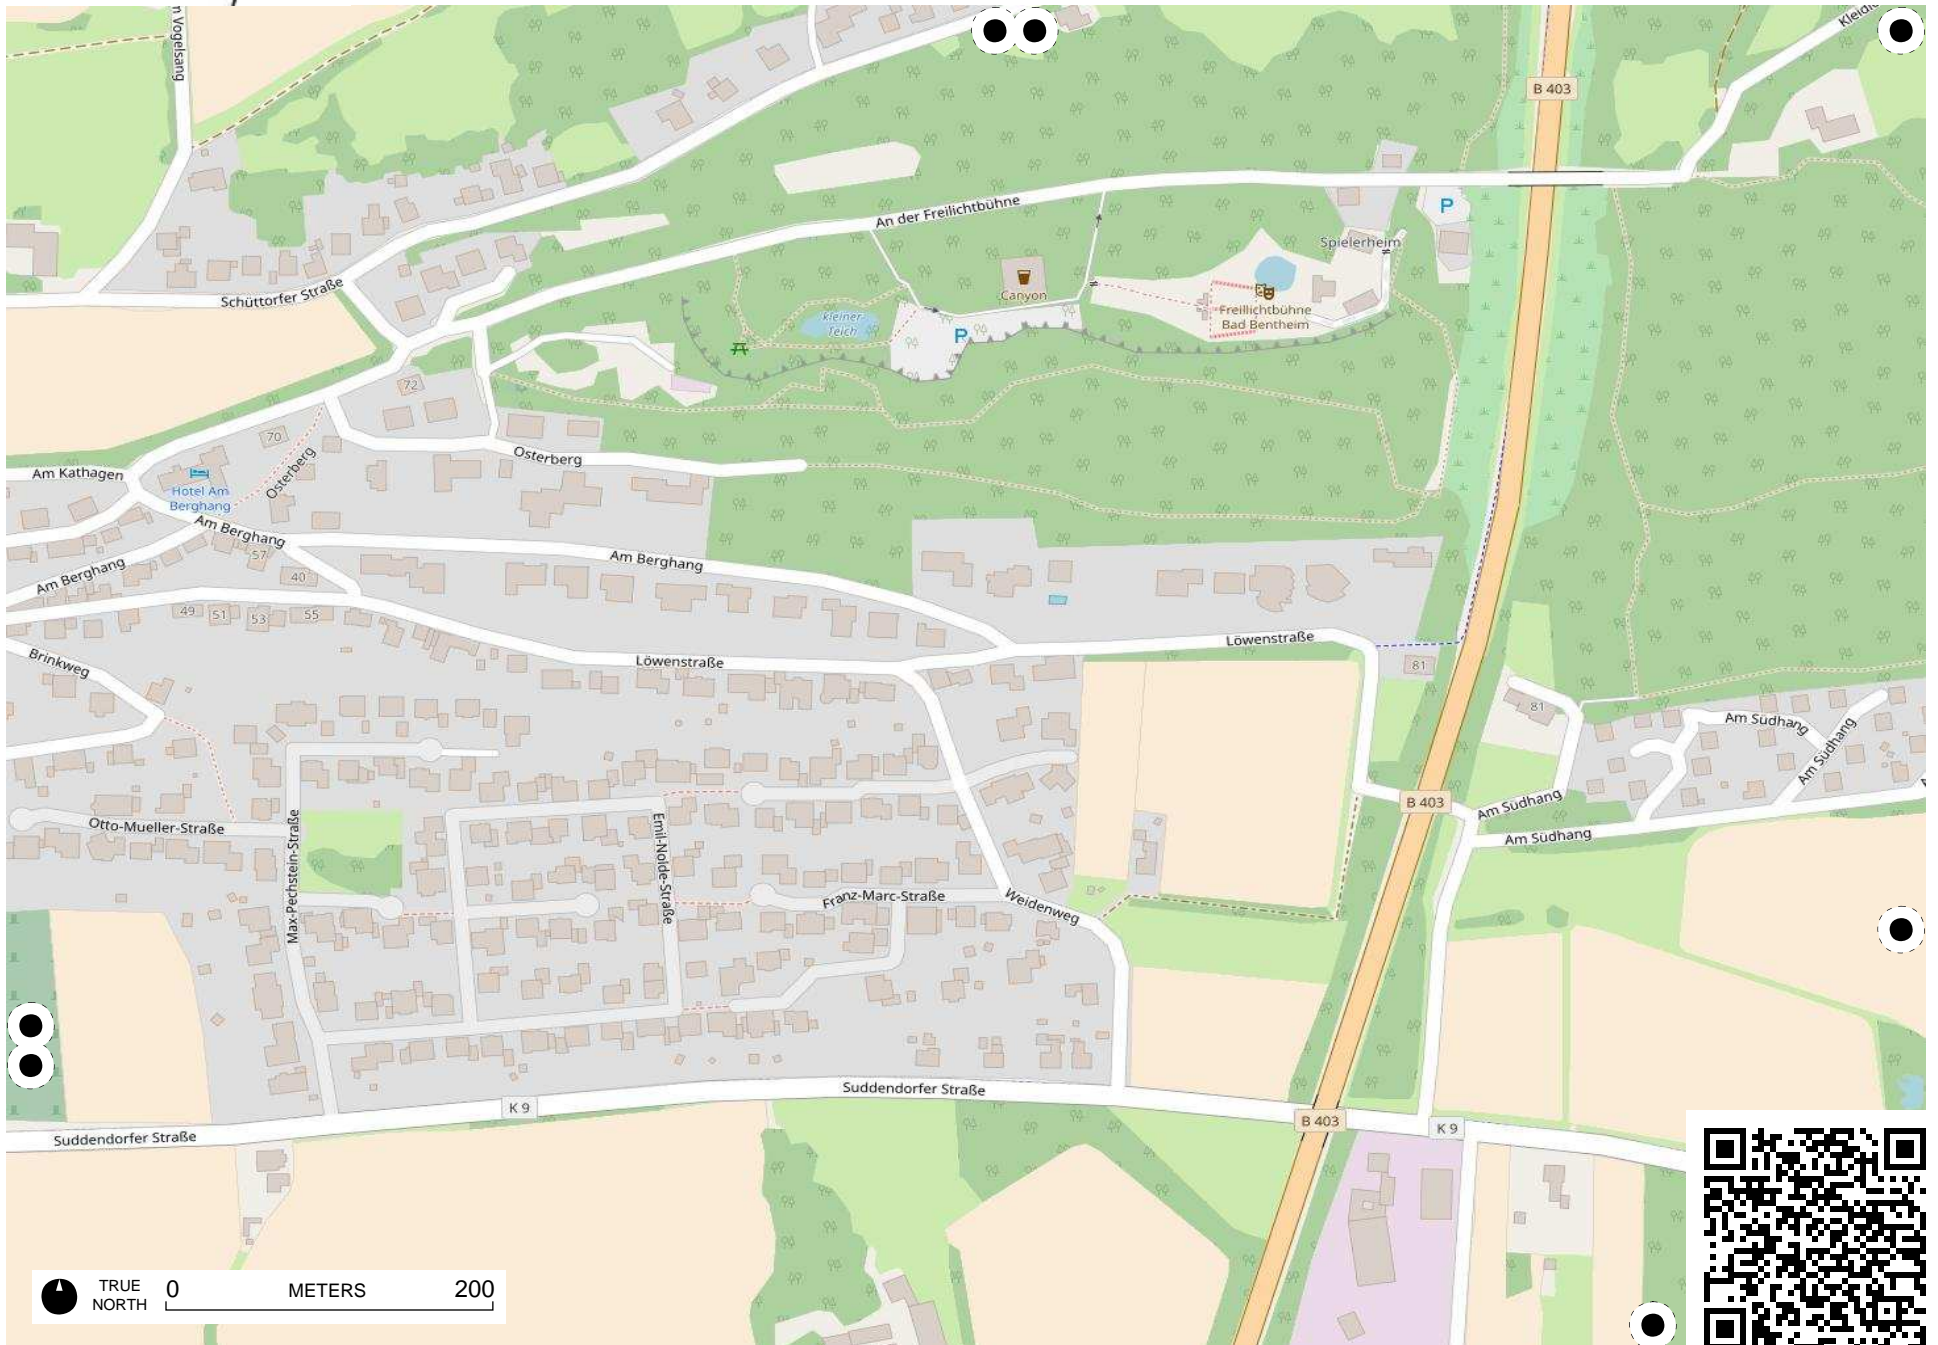 m Vogelsang
B 403
An der Freilichtbühne
P
Spielerheim
Schüttorfer Straße
Canyon
kleiner
Teich
P
Freilichtbühne
Bad Bentheim
72
70
Osterberg
Osterberg
Am Kathagen
Hotel Am
Berghang
Am Berghang
57
Am Berghang
Am Berghang
40
49
51
53
55
Löwenstraße
Löwenstraße
81
Brinkweg
81
Am Südhang
Am Südhang
B 403
Am Südhang
Am Südhang
Otto-Mueller-Straße
Max-Pechstein-Straße
Emil-Nolde-Straße
Franz-Marc-Straße
Weidenweg
Suddendorfer Straße
K 9
B 403
K 9
Suddendorfer Straße
TRUE
NORTH
0 METERS 200